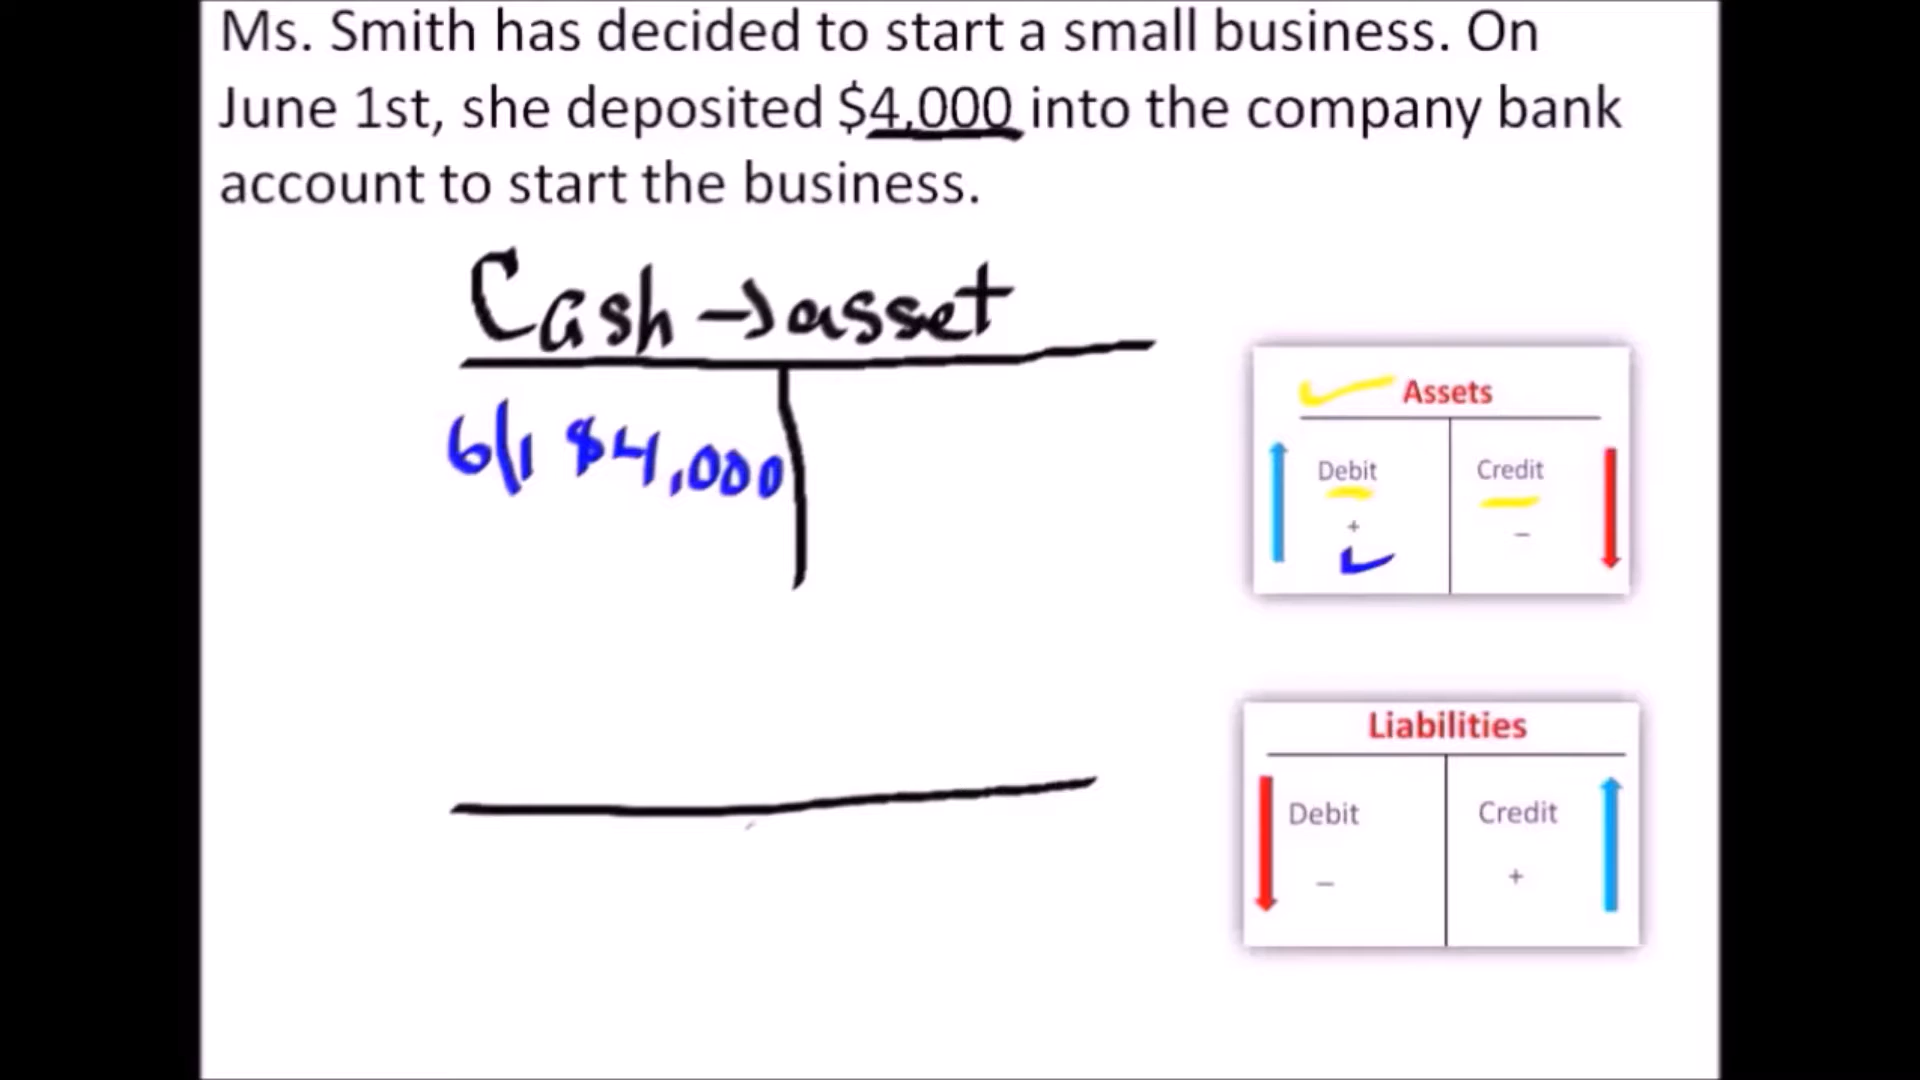 Ms. Smith has decided to start a small business. On
June 1st, she deposited $4,000 into the company bank
account to start the business.
Cash → asset
6/1 $4,000
Assets
Debit Credit
+ –
Liabilities
Debit Credit
– +